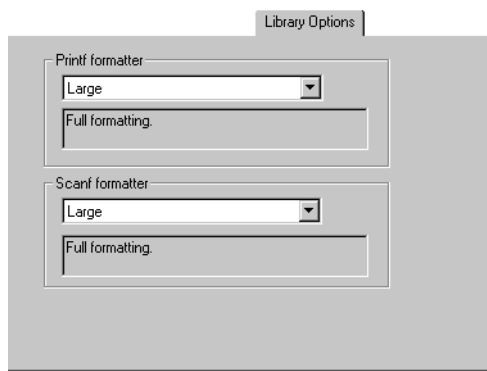 Library Options
Printf formatter
Large
Full formatting.
Scanf formatter
Large
Full formatting.